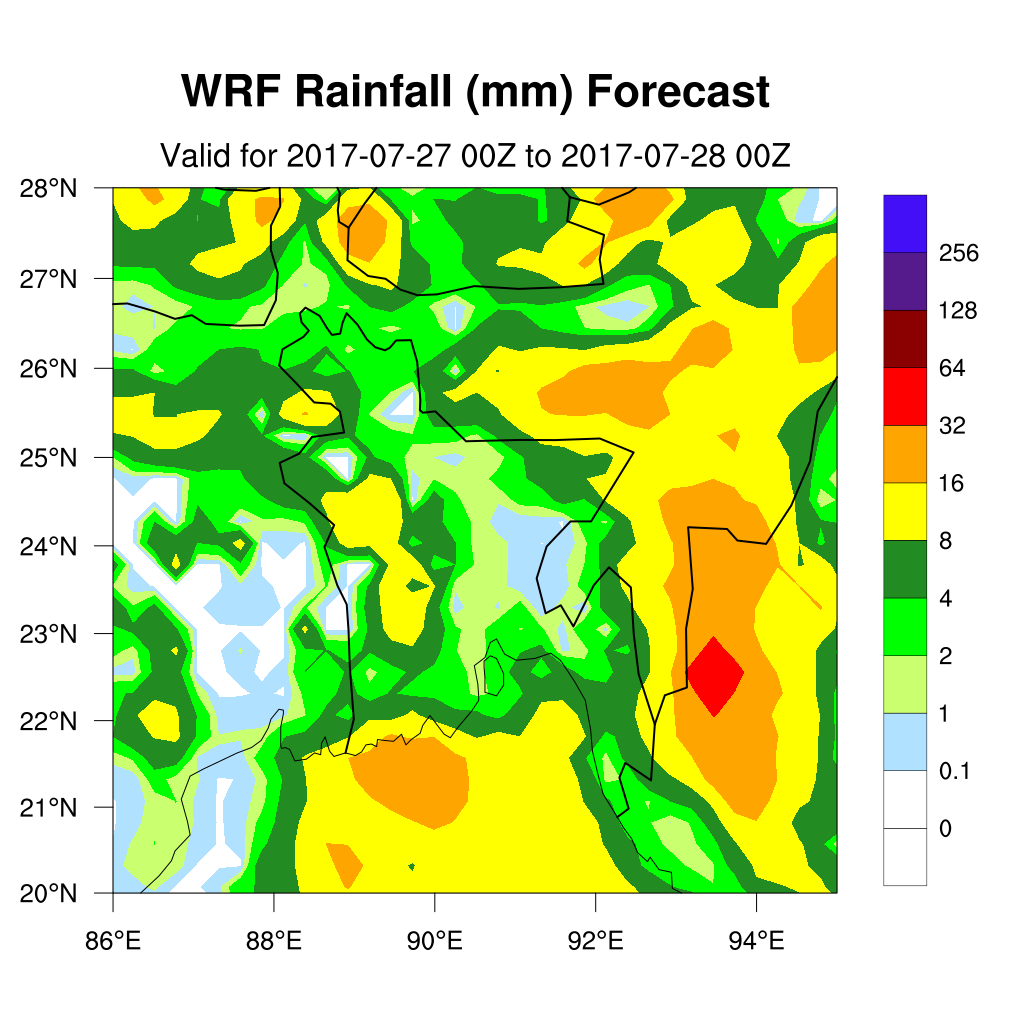 WRF Rainfall (mm) Forecast
Valid for 2017-07-27 00Z to 2017-07-28 00Z
28°N
27°N
26°N
25°N
24°N
23°N
22°N
21°N
20°N
86°E
88°E
90°E
92°E
94°E
256
128
64
32
16
8
4
2
1
0.1
0